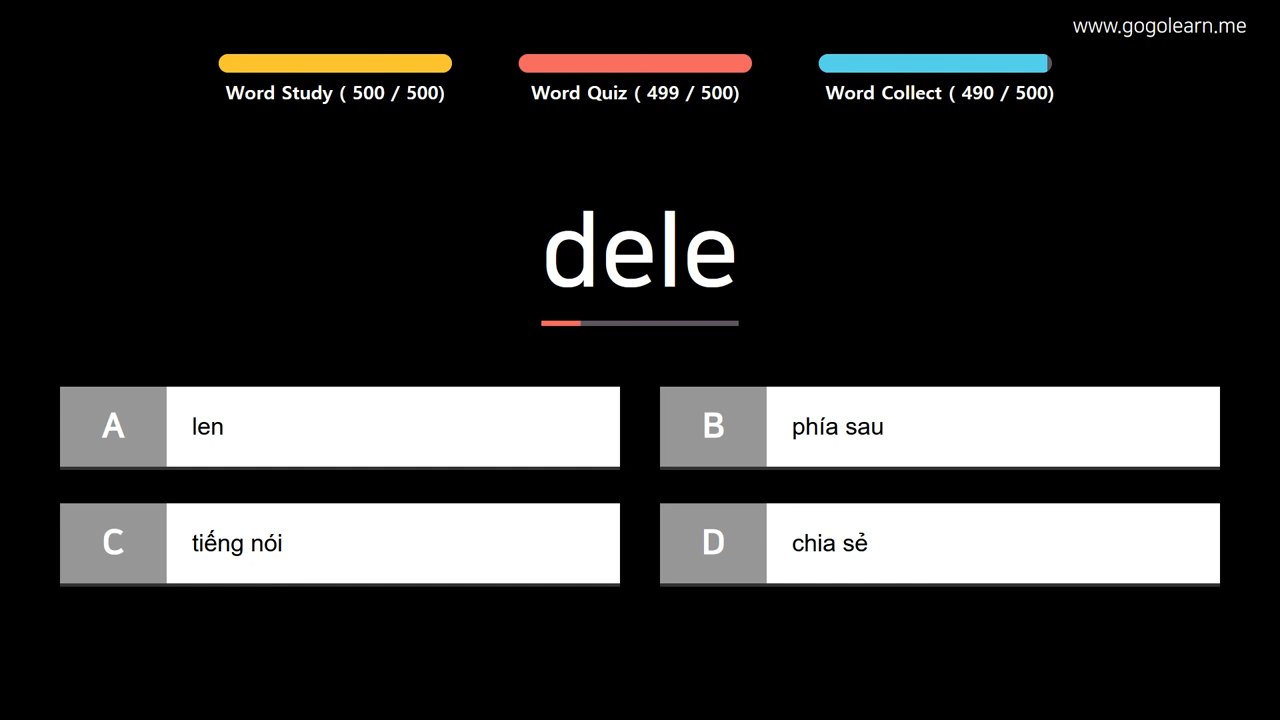 www.gogolearn.me
Word Study ( 500 / 500)
Word Quiz ( 499 / 500)
Word Collect ( 490 / 500)
dele
A
len
B
phía sau
C
tiếng nói
D
chia sẻ